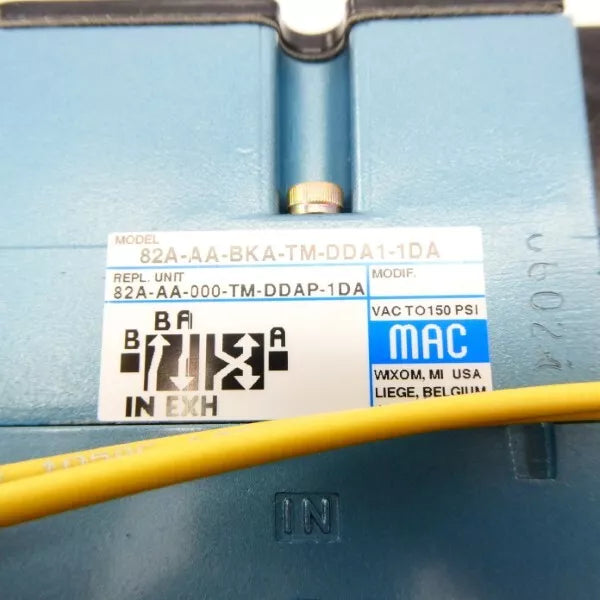 MODEL
82A-AA-BKA-TM-DDA1-1DA
REPL. UNIT
MODIF.
82A-AA-000-TM-DDAP-1DA
VAC TO 150 PSI
B A
B
A
MAC
WIXOM, MI USA
LIEGE, BELGIUM
IN EXH
IN